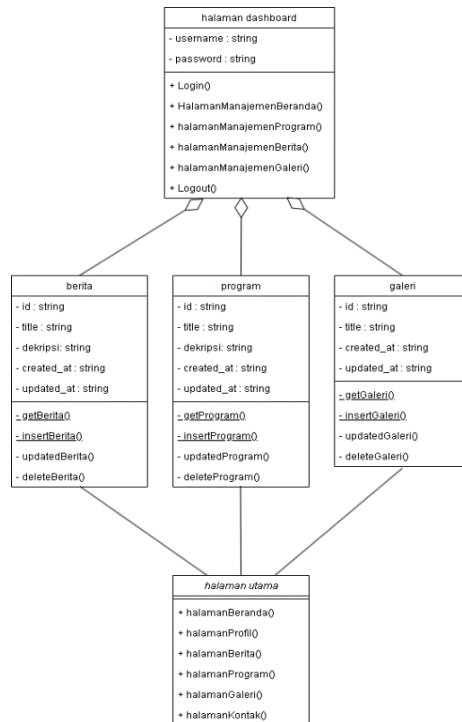 halaman dashboard
- username : string
- password : string
+ Login()
+ HalamanManajemenBeranda()
+ halamanManajemenProgram()
+ halamanManajemenBerita()
+ halamanManajemenGaleri()
+ Logout()
berita
- id : string
- title : string
- dekripsi: string
- created_at : string
- updated_at : string
- getBerita()
- insertBerita()
- updatedBerita()
- deleteBerita()
program
- id : string
- title : string
- dekripsi: string
- created_at : string
- updated_at : string
- getProgram()
- insertProgram()
- updatedProgram()
- deleteProgram()
galeri
- id : string
- title : string
- created_at : string
- updated_at : string
- getGaleri()
- insertGaleri()
- updatedGaleri()
- deleteGaleri()
halaman utama
+ halamanBeranda()
+ halamanProfil()
+ halamanBerita()
+ halamanProgram()
+ halamanGaleri()
+ halamanKontak()